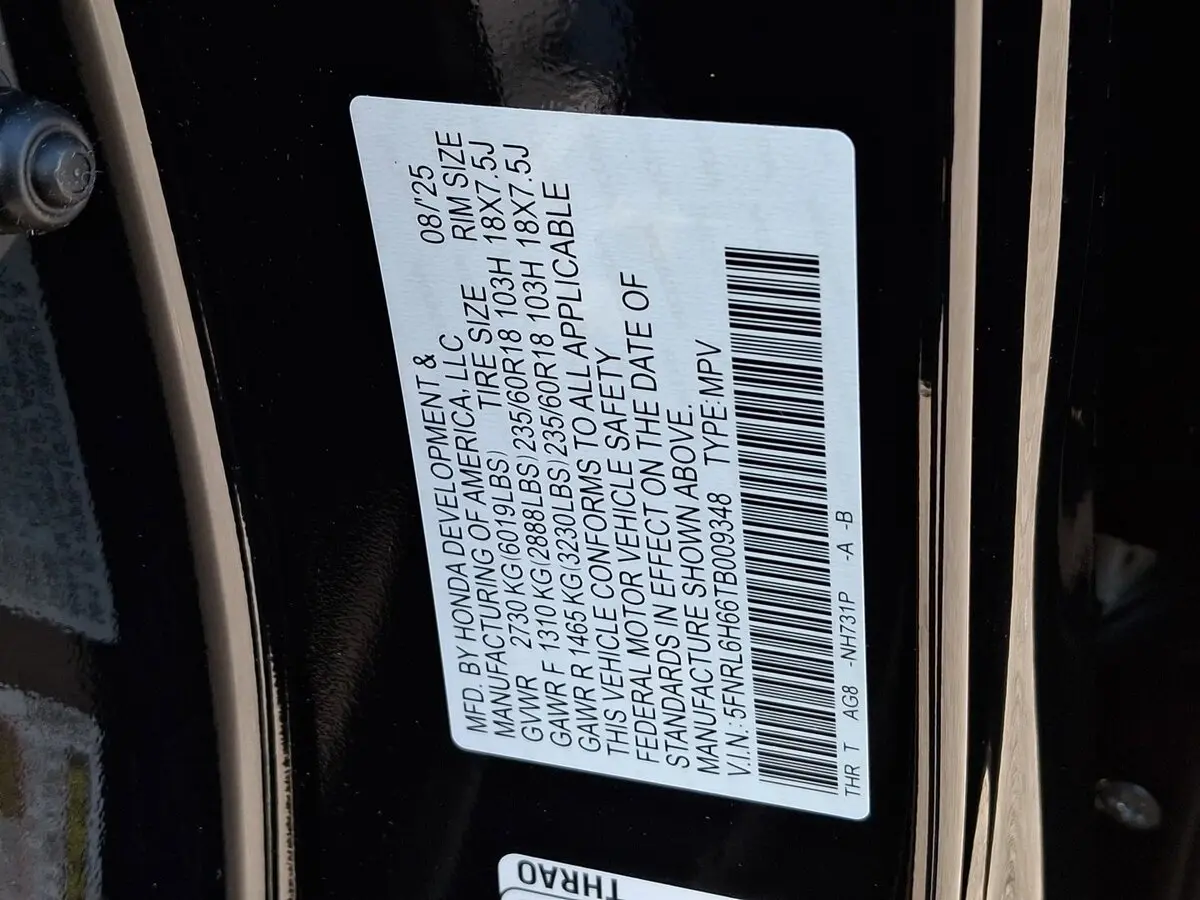 MFD. BY HONDA DEVELOPMENT & 08/'25
MANUFACTURING OF AMERICA, LLC RIM SIZE
GVWR 2730 KG(6019LBS) TIRE SIZE
GAWR F 1310 KG(2888LBS)235/60R18 103H 18X7.5J
GAWR R 1465 KG(3230LBS)235/60R18 103H 18X7.5J
THIS VEHICLE CONFORMS TO ALL APPLICABLE
FEDERAL MOTOR VEHICLE SAFETY
STANDARDS IN EFFECT ON THE DATE OF
MANUFACTURE SHOWN ABOVE.
V.I.N.:5FNRL6H66TB009348 TYPE:MPV
THR T AG8 -NH731P -A -B
THRAO